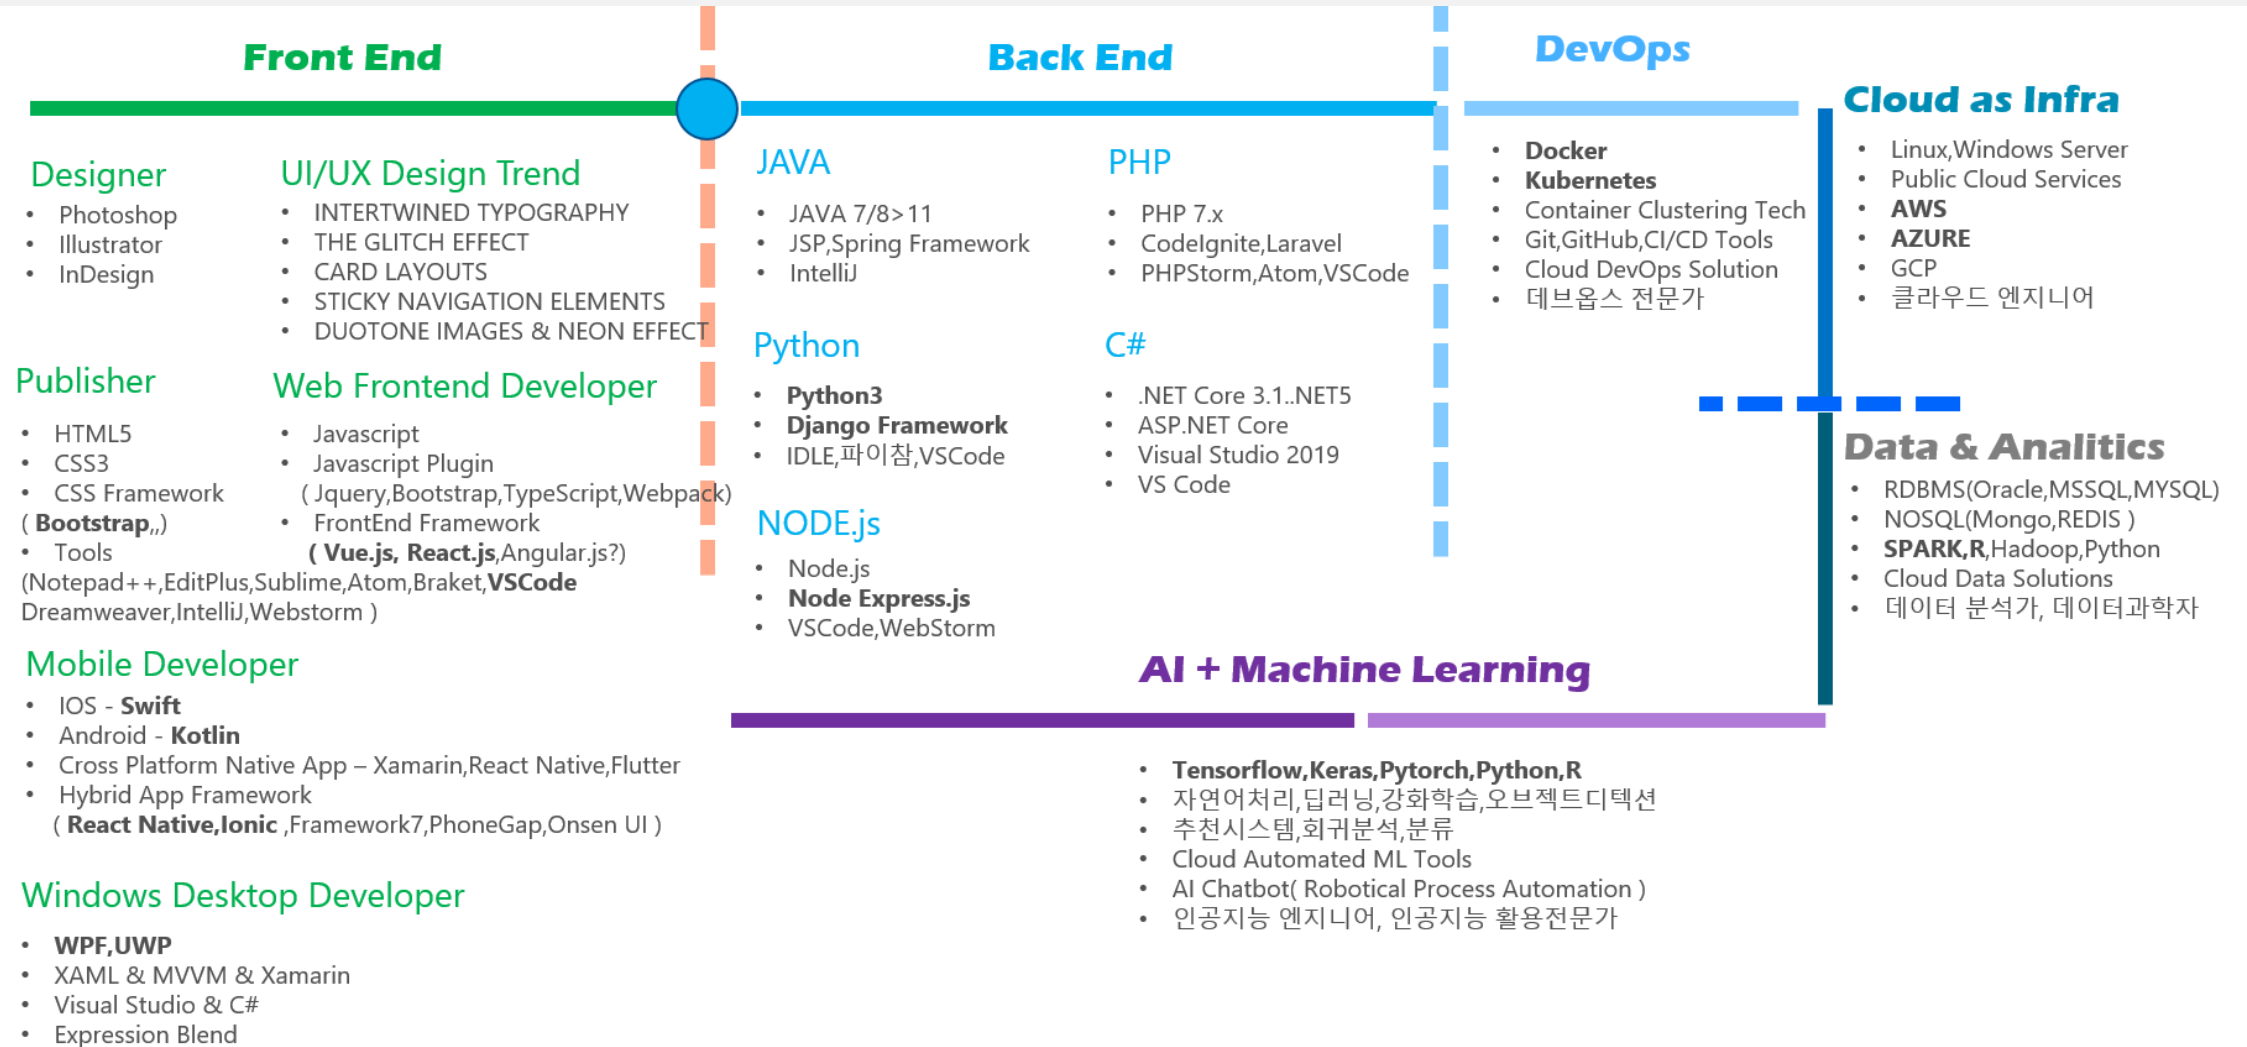 Front End
Designer
• Photoshop
• Illustrator
• InDesign
UI/UX Design Trend
• INTERTWINED TYPOGRAPHY
• THE GLITCH EFFECT
• CARD LAYOUTS
• STICKY NAVIGATION ELEMENTS
• DUOTONE IMAGES & NEON EFFECT
Publisher
• HTML5
• CSS3
• CSS Framework
( Bootstrap,,)
• Tools
(Notepad++,EditPlus,Sublime,Atom,Braket,VSCode
Dreamweaver,IntelliJ,Webstorm )
Web Frontend Developer
• Javascript
• Javascript Plugin
( Jquery,Bootstrap,TypeScript,Webpack)
• FrontEnd Framework
( Vue.js, React.js,Angular.js?)
Mobile Developer
• IOS - Swift
• Android - Kotlin
• Cross Platform Native App – Xamarin,React Native,Flutter
• Hybrid App Framework
( React Native,Ionic ,Framework7,PhoneGap,Onsen UI )
Windows Desktop Developer
• WPF,UWP
• XAML & MVVM & Xamarin
• Visual Studio & C#
• Expression Blend
Back End
JAVA
• JAVA 7/8>11
• JSP,Spring Framework
• IntelliJ
PHP
• PHP 7.x
• CodeIgnite,Laravel
• PHPStorm,Atom,VSCode
Python
• Python3
• Django Framework
• IDLE,파이참,VSCode
C#
• .NET Core 3.1..NET5
• ASP.NET Core
• Visual Studio 2019
• VS Code
NODE.js
• Node.js
• Node Express.js
• VSCode,WebStorm
DevOps
• Docker
• Kubernetes
• Container Clustering Tech
• Git,GitHub,CI/CD Tools
• Cloud DevOps Solution
• 데브옵스 전문가
Cloud as Infra
• Linux,Windows Server
• Public Cloud Services
• AWS
• AZURE
• GCP
• 클라우드 엔지니어
Data & Analitics
• RDBMS(Oracle,MSSQL,MYSQL)
• NOSQL(Mongo,REDIS )
• SPARK,R,Hadoop,Python
• Cloud Data Solutions
• 데이터 분석가, 데이터과학자
AI + Machine Learning
• Tensorflow,Keras,Pytorch,Python,R
• 자연어처리,딥러닝,강화학습,오브젝트디텍션
• 추천시스템,회귀분석,분류
• Cloud Automated ML Tools
• AI Chatbot( Robotical Process Automation )
• 인공지능 엔지니어, 인공지능 활용전문가